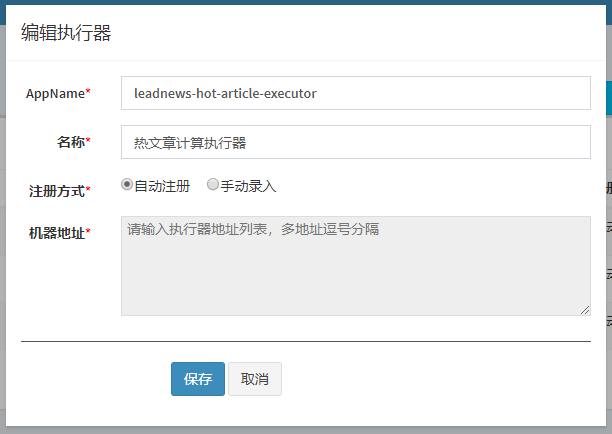 编辑执行器
AppName*
leadnews-hot-article-executor
名称*
热文章计算执行器
注册方式*
自动注册 手动录入
机器地址*
请输入执行器地址列表，多地址逗号分隔
保存 取消